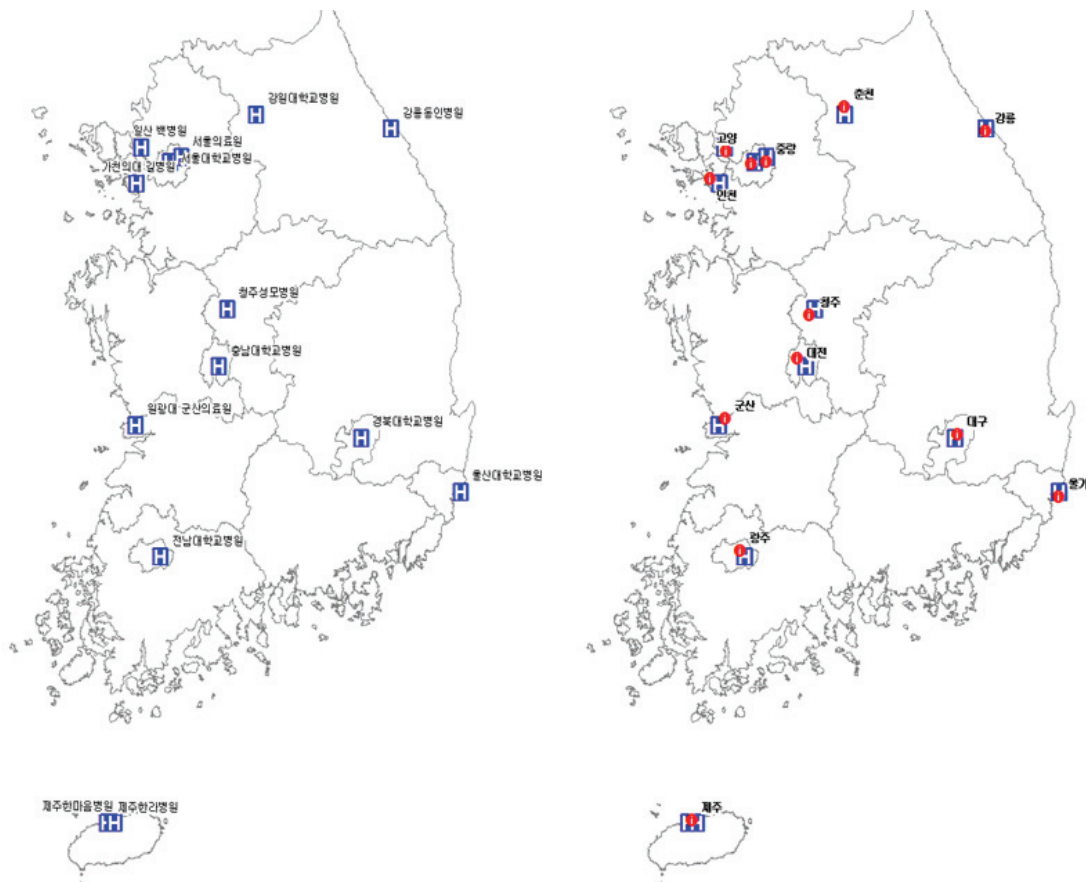 강원대학교병원
강릉동인병원
일산 백병원
서울의료원
서울대학교병원
가천의대 길병원
청주성모병원
충남대학교병원
원광대 군산의료원
경북대학교병원
울산대학교병원
전남대학교병원
제주한마음병원
제주한라병원
춘천
강릉
고양
중랑
인천
청주
대전
군산
대구
울기
광주
제주